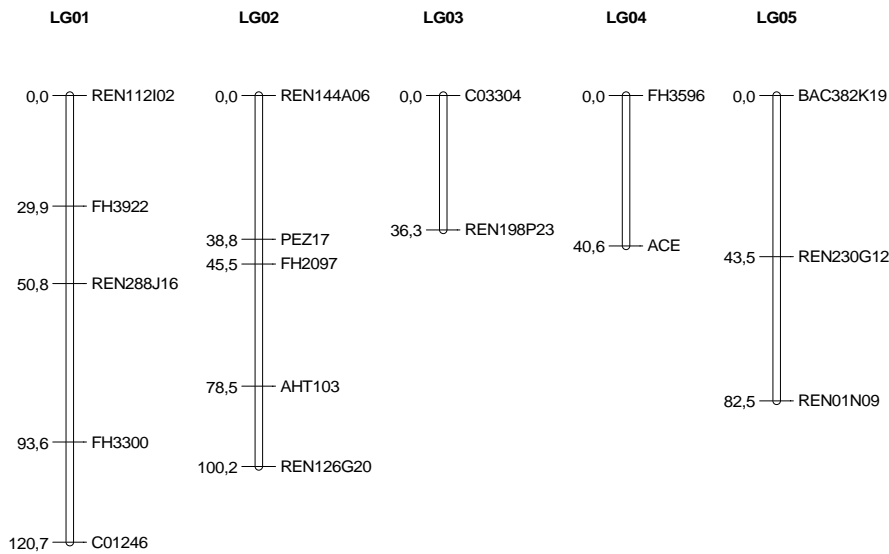 LG01
0,0 REN112I02
29,9 FH3922
50,8 REN288J16
93,6 FH3300
120,7 C01246
LG02
0,0 REN144A06
38,8 PEZ17
45,5 FH2097
78,5 AHT103
100,2 REN126G20
LG03
0,0 C03304
36,3 REN198P23
LG04
0,0 FH3596
40,6 ACE
LG05
0,0 BAC382K19
43,5 REN230G12
82,5 REN01N09